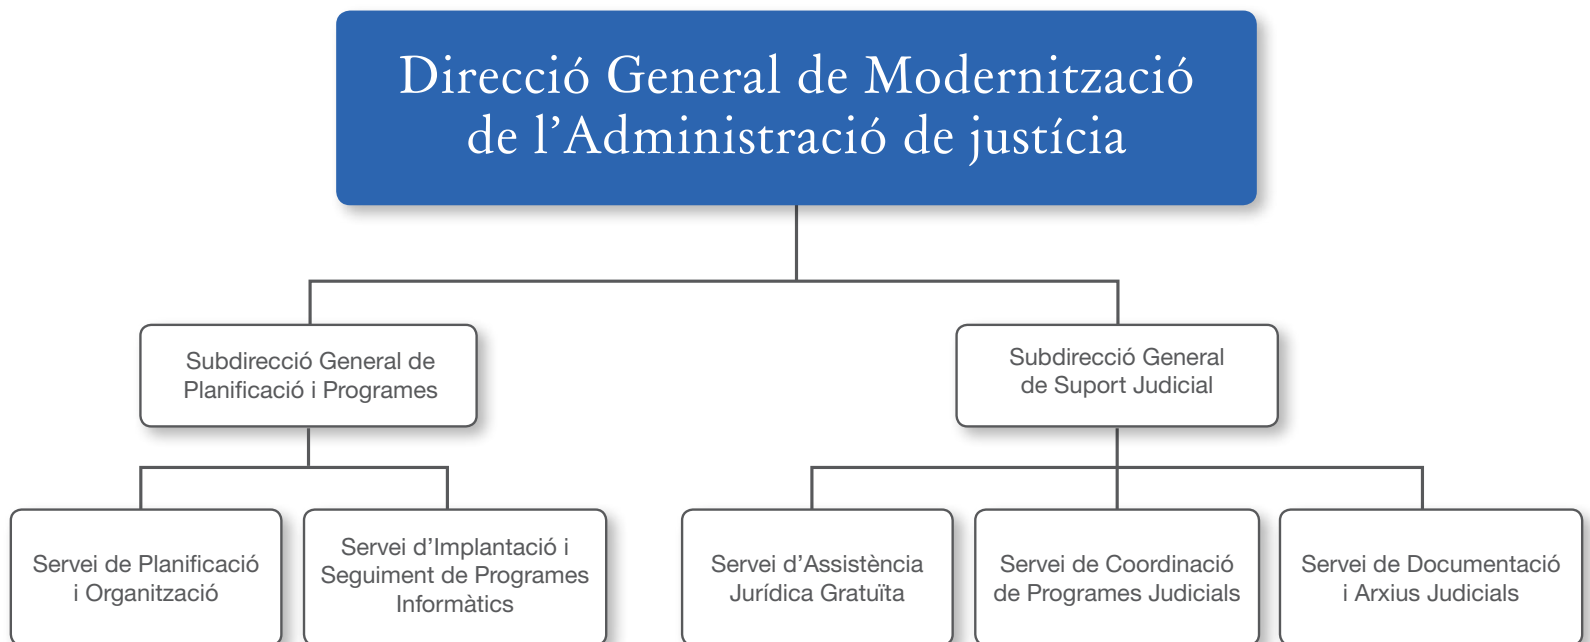 Direcció General de Modernització
de l’Administració de justícia
Subdirecció General de
Planificació i Programes
Subdirecció General
de Suport Judicial
Servei de Planificació
i Organització
Servei d’Implantació i
Seguiment de Programes
Informàtics
Servei d’Assistència
Jurídica Gratuïta
Servei de Coordinació
de Programes Judicials
Servei de Documentació
i Arxius Judicials